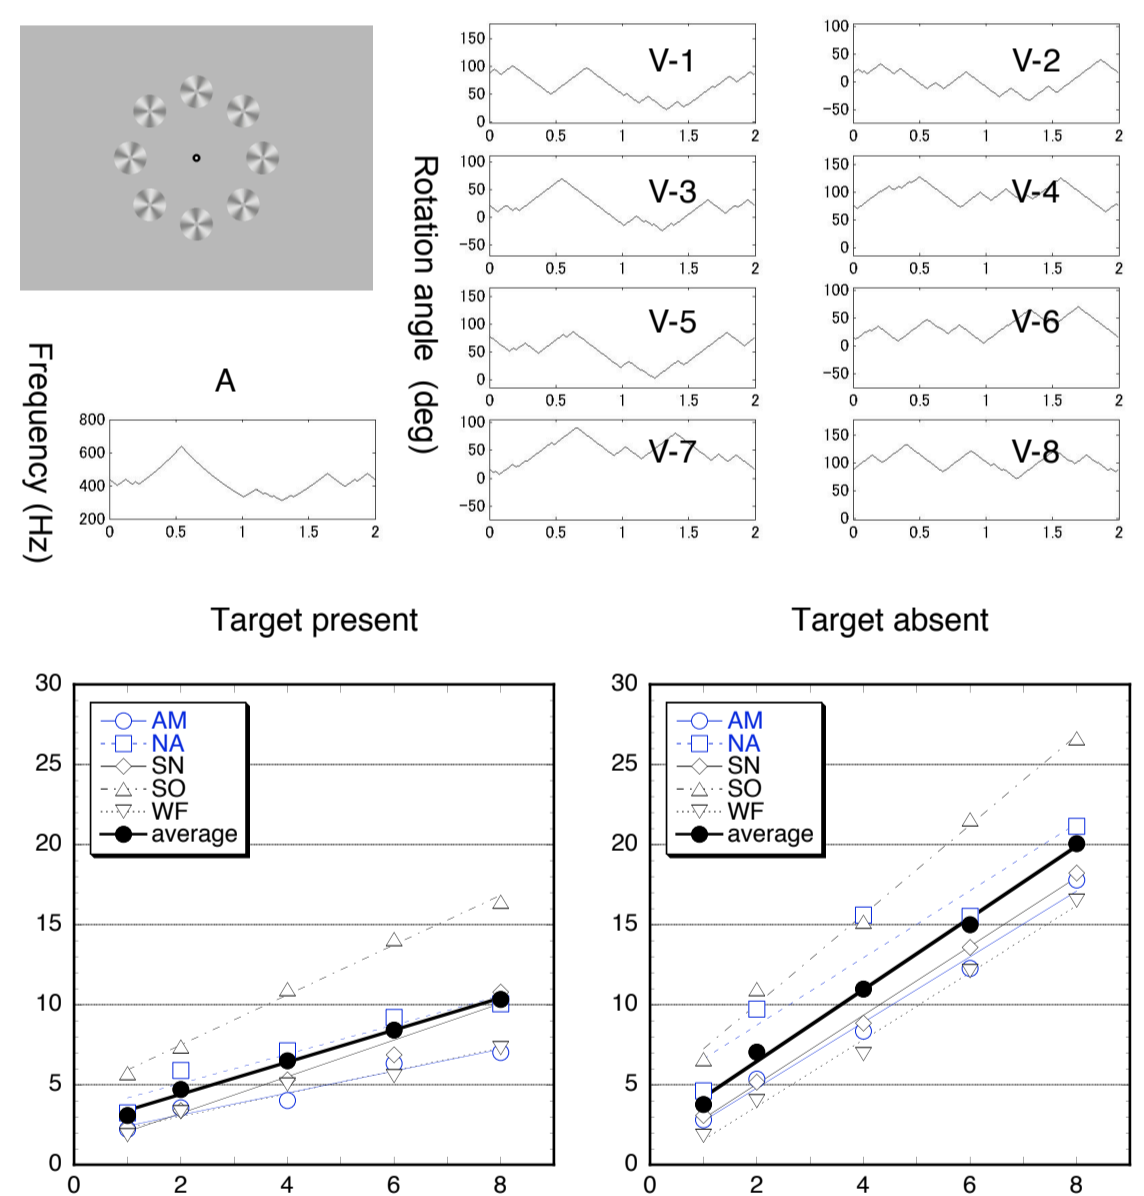 V-1
150
100
50
0
0 0.5 1 1.5 2
V-2
100
50
0
−50
0 0.5 1 1.5 2
Rotation angle (deg)
V-3
100
50
0
−50
0 0.5 1 1.5 2
V-4
150
100
50
0
0 0.5 1 1.5 2
V-5
150
100
50
0
0 0.5 1 1.5 2
V-6
100
50
0
−50
0 0.5 1 1.5 2
Frequency (Hz)
A
800
600
400
200
0 0.5 1 1.5 2
V-7
100
50
0
−50
0 0.5 1 1.5 2
V-8
150
100
50
0
0 0.5 1 1.5 2
Target present
30
25
20
15
10
5
0
AM
NA
SN
SO
WF
average
0 2 4 6 8
Target absent
30
25
20
15
10
5
0
AM
NA
SN
SO
WF
average
0 2 4 6 8